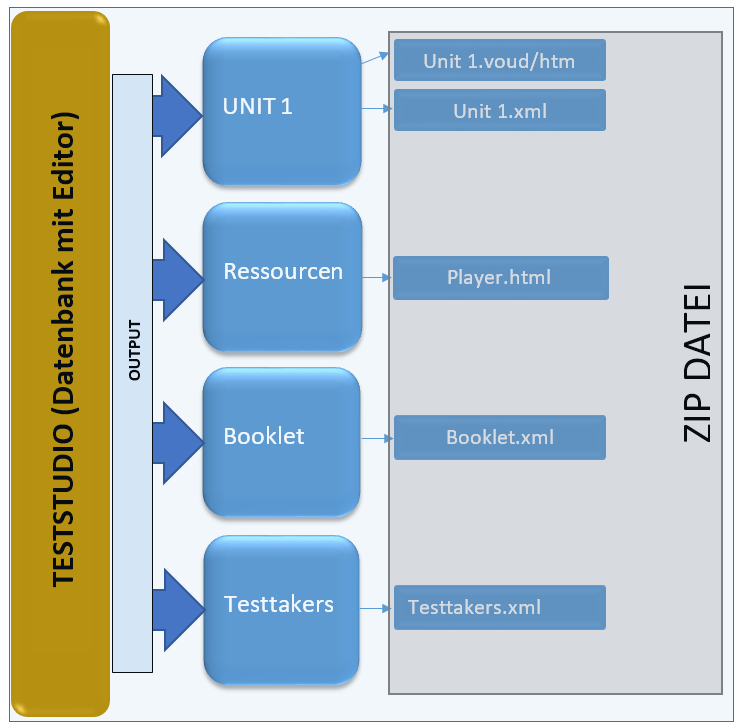 TESTSTUDIO (Datenbank mit Editor)
OUTPUT
UNIT 1
Unit 1.voud/htm
Unit 1.xml
Ressourcen
Player.html
Booklet
Booklet.xml
Testtakers
Testtakers.xml
ZIP DATEI